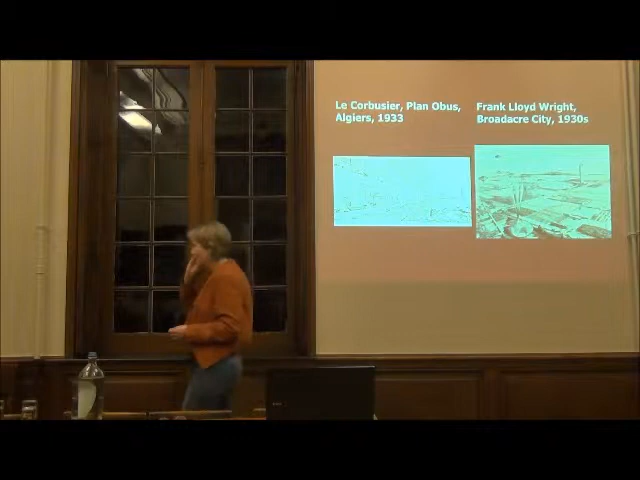 Le Corbusier, Plan Obus,
Algiers, 1933
Frank Lloyd Wright,
Broadacre City, 1930s